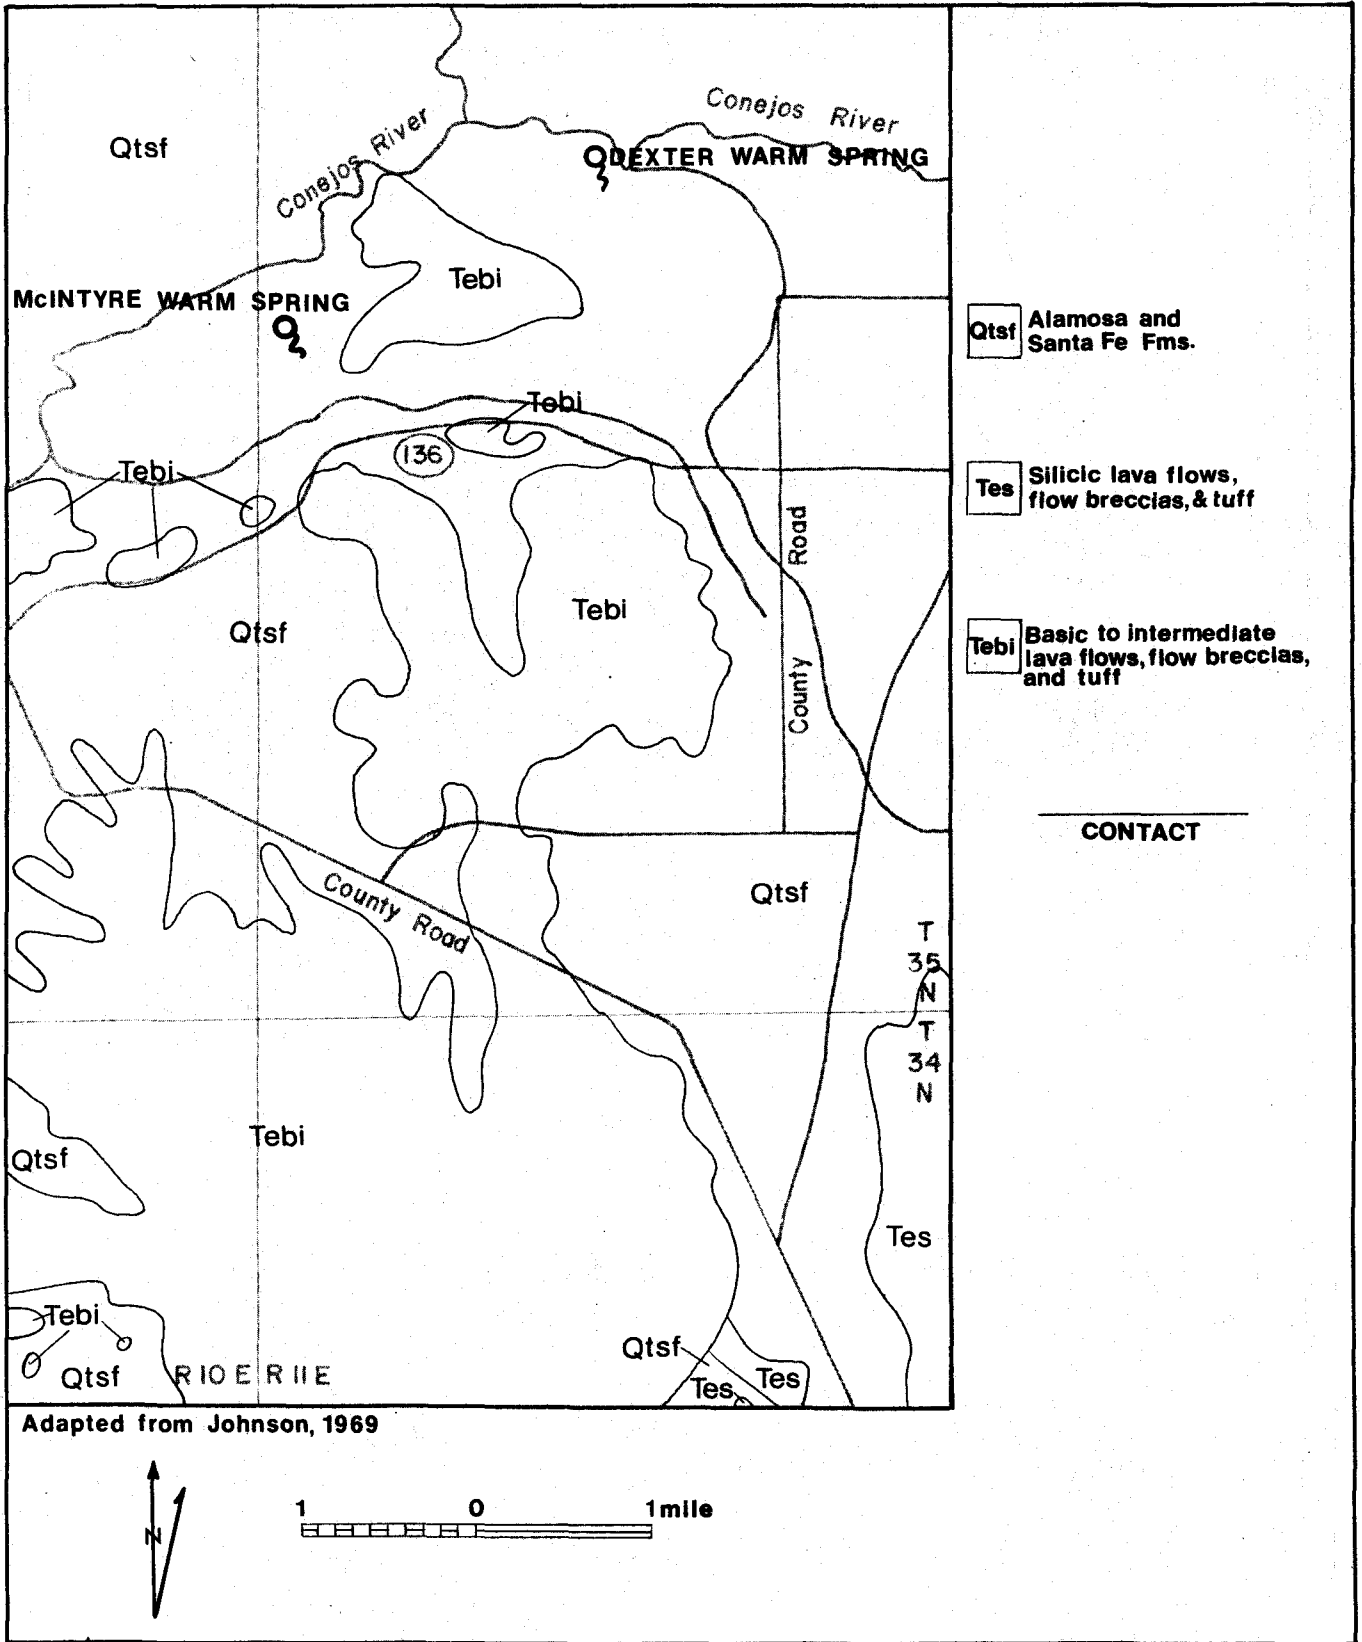 Conejos River
Qtsf
Conejos River
DEXTER WARM SPRING
Tebi
McINTYRE WARM SPRING
Tebi
136
Tebi
Road
County
Tebi
Qtsf
County Road
Qtsf
T
35
N
T
34
N
Tebi
Qtsf
Tes
Tebi
Qtsf
R10E R11E
Qtsf
Tes
Tes
Qtsf Alamosa and
Santa Fe Fms.
Tes Silicic lava flows,
flow breccias, & tuff
Tebi Basic to intermediate
lava flows, flow breccias,
and tuff
CONTACT
Adapted from Johnson, 1969
N
1 0 1 mile